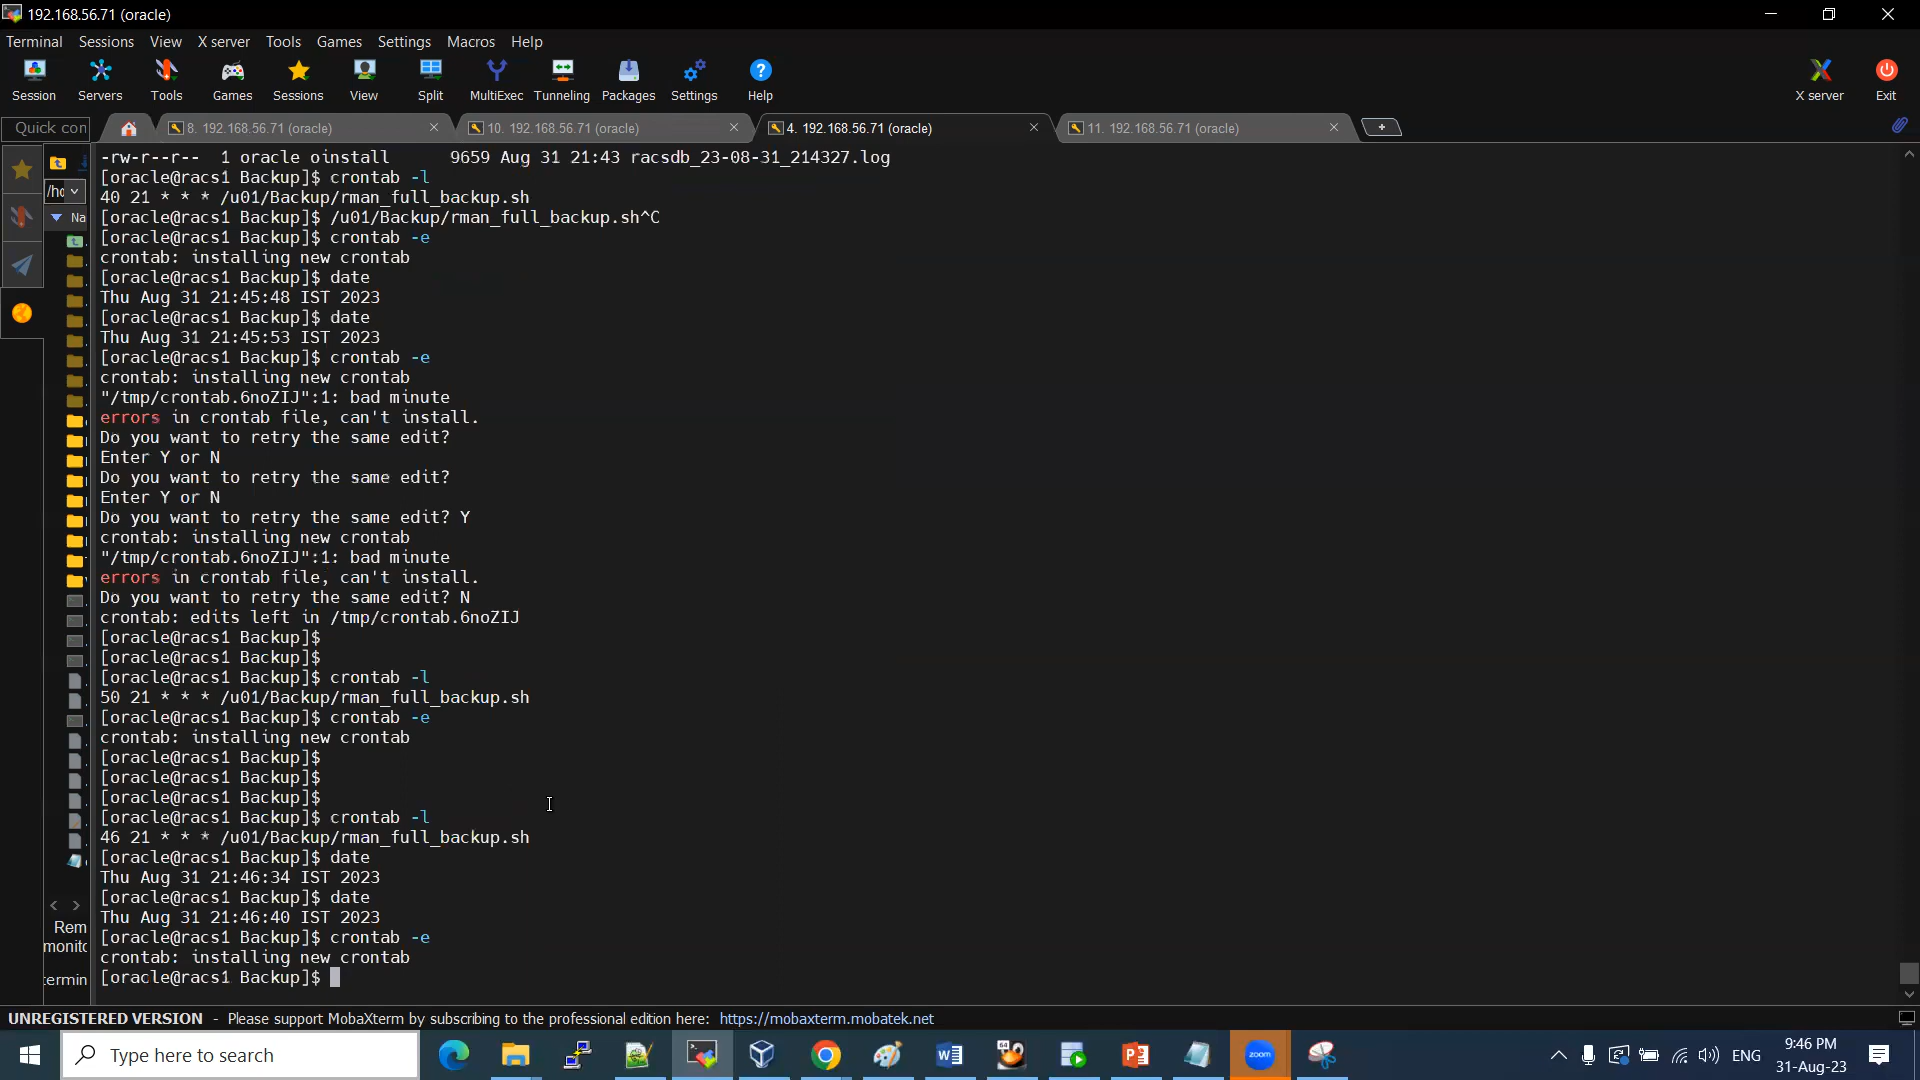 192.168.56.71 (oracle)
Terminal Sessions View X server Tools Games Settings Macros Help
Session Servers Tools Games Sessions View Split MultiExec Tunneling Packages Settings Help X server Exit
Quick con 8. 192.168.56.71 (oracle) 10. 192.168.56.71 (oracle) 4. 192.168.56.71 (oracle) 11. 192.168.56.71 (oracle)
-rw-r--r-- 1 oracle oinstall 9659 Aug 31 21:43 racsdb_23-08-31_214327.log
[oracle@racs1 Backup]$ crontab -l
40 21 * * * /u01/Backup/rman_full_backup.sh
[oracle@racs1 Backup]$ /u01/Backup/rman_full_backup.sh^C
[oracle@racs1 Backup]$ crontab -e
crontab: installing new crontab
[oracle@racs1 Backup]$ date
Thu Aug 31 21:45:48 IST 2023
[oracle@racs1 Backup]$ date
Thu Aug 31 21:45:53 IST 2023
[oracle@racs1 Backup]$ crontab -e
crontab: installing new crontab
"/tmp/crontab.6noZIJ":1: bad minute
errors in crontab file, can't install.
Do you want to retry the same edit?
Enter Y or N
Do you want to retry the same edit?
Enter Y or N
Do you want to retry the same edit? Y
crontab: installing new crontab
"/tmp/crontab.6noZIJ":1: bad minute
errors in crontab file, can't install.
Do you want to retry the same edit? N
crontab: edits left in /tmp/crontab.6noZIJ
[oracle@racs1 Backup]$
[oracle@racs1 Backup]$
[oracle@racs1 Backup]$ crontab -l
50 21 * * * /u01/Backup/rman_full_backup.sh
[oracle@racs1 Backup]$ crontab -e
crontab: installing new crontab
[oracle@racs1 Backup]$
[oracle@racs1 Backup]$
[oracle@racs1 Backup]$
[oracle@racs1 Backup]$ crontab -l
46 21 * * * /u01/Backup/rman_full_backup.sh
[oracle@racs1 Backup]$ date
Thu Aug 31 21:46:34 IST 2023
[oracle@racs1 Backup]$ date
Thu Aug 31 21:46:40 IST 2023
[oracle@racs1 Backup]$ crontab -e
crontab: installing new crontab
[oracle@racs1 Backup]$
/ho
Na
Rem
monito
termin
UNREGISTERED VERSION - Please support MobaXterm by subscribing to the professional edition here: https://mobaxterm.mobatek.net
Type here to search
zoom
ENG
9:46 PM
31-Aug-23